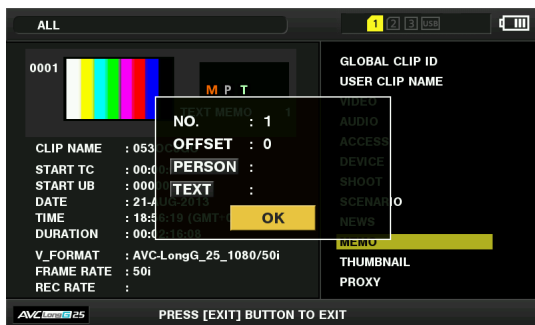 ALL
1 2 3 USB
0001
M P T
TEXT MEMO 1
CLIP NAME : 053
START TC : 00:0
START UB : 0000
DATE : 21-AUG-2013
TIME : 18:56:19 (GMT
DURATION : 00:02:16:08
V_FORMAT : AVC-LongG_25_1080/50i
FRAME RATE : 50i
REC RATE :
NO. : 1
OFFSET : 0
PERSON :
TEXT :
OK
GLOBAL CLIP ID
USER CLIP NAME
VIDEO
AUDIO
ACCESS
DEVICE
SHOOT
SCENARIO
NEWS
MEMO
THUMBNAIL
PROXY
AVC LongG 25
PRESS [EXIT] BUTTON TO EXIT